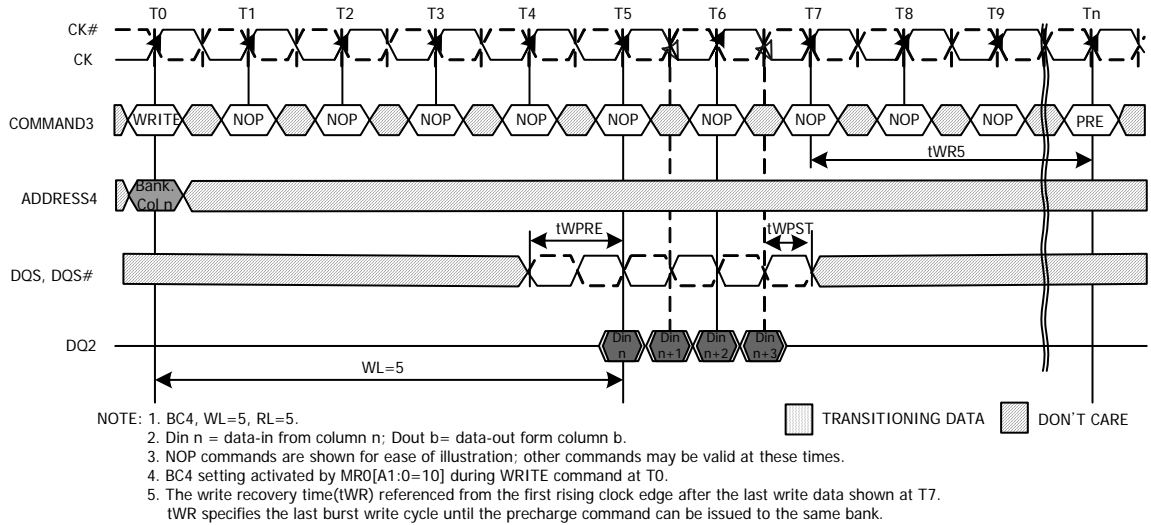 T0 T1 T2 T3 T4 T5 T6 T7 T8 T9 Tn
CK#
CK
COMMAND3 WRITE NOP NOP NOP NOP NOP NOP NOP NOP NOP PRE
tWR5
ADDRESS4 Bank. Col n
tWPRE tWPST
DQS, DQS#
DQ2 Din n Din n+1 Din n+2 Din n+3
WL=5
NOTE: 1. BC4, WL=5, RL=5.
TRANSITIONING DATA DON'T CARE
2. Din n = data-in from column n; Dout b= data-out form column b.
3. NOP commands are shown for ease of illustration; other commands may be valid at these times.
4. BC4 setting activated by MR0[A1:0=10] during WRITE command at T0.
5. The write recovery time(tWR) referenced from the first rising clock edge after the last write data shown at T7.
tWR specifies the last burst write cycle until the precharge command can be issued to the same bank.